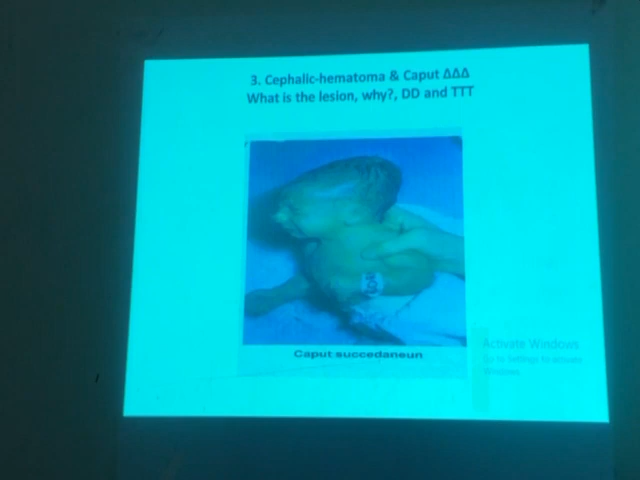 3. Cephalic-hematoma & Caput ΔΔΔ
What is the lesion, why?, DD and TTT
Caput succedaneun
Activate Windows
Go to Settings to activate
Windows.